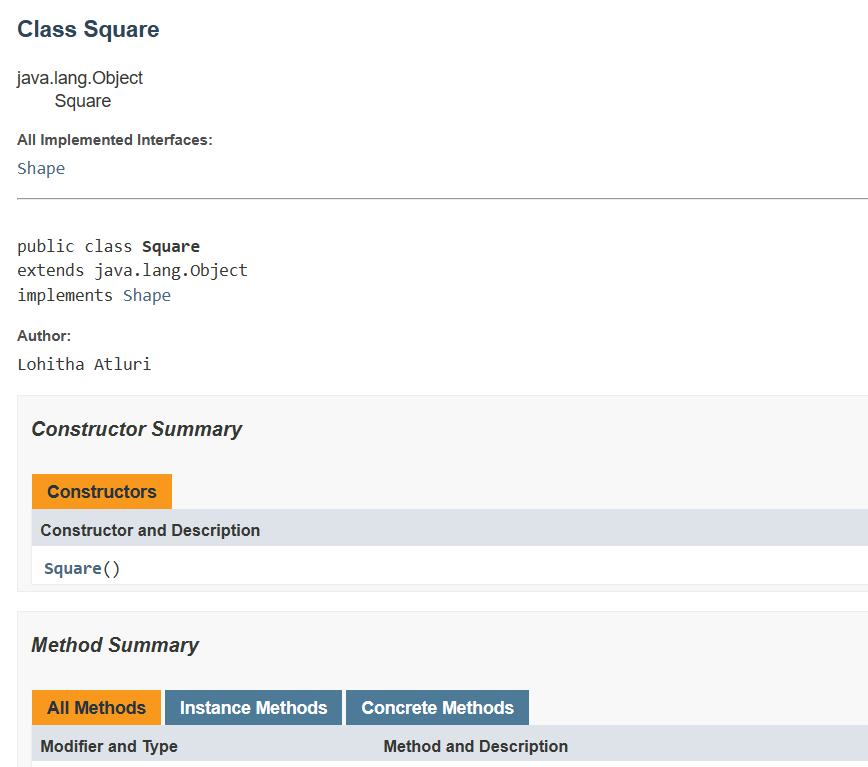 Class Square
java.lang.Object
Square
All Implemented Interfaces:
Shape
public class Square
extends java.lang.Object
implements Shape
Author:
Lohitha Atluri
Constructor Summary
Constructors
Constructor and Description
Square()
Method Summary
All Methods Instance Methods Concrete Methods
Modifier and Type Method and Description